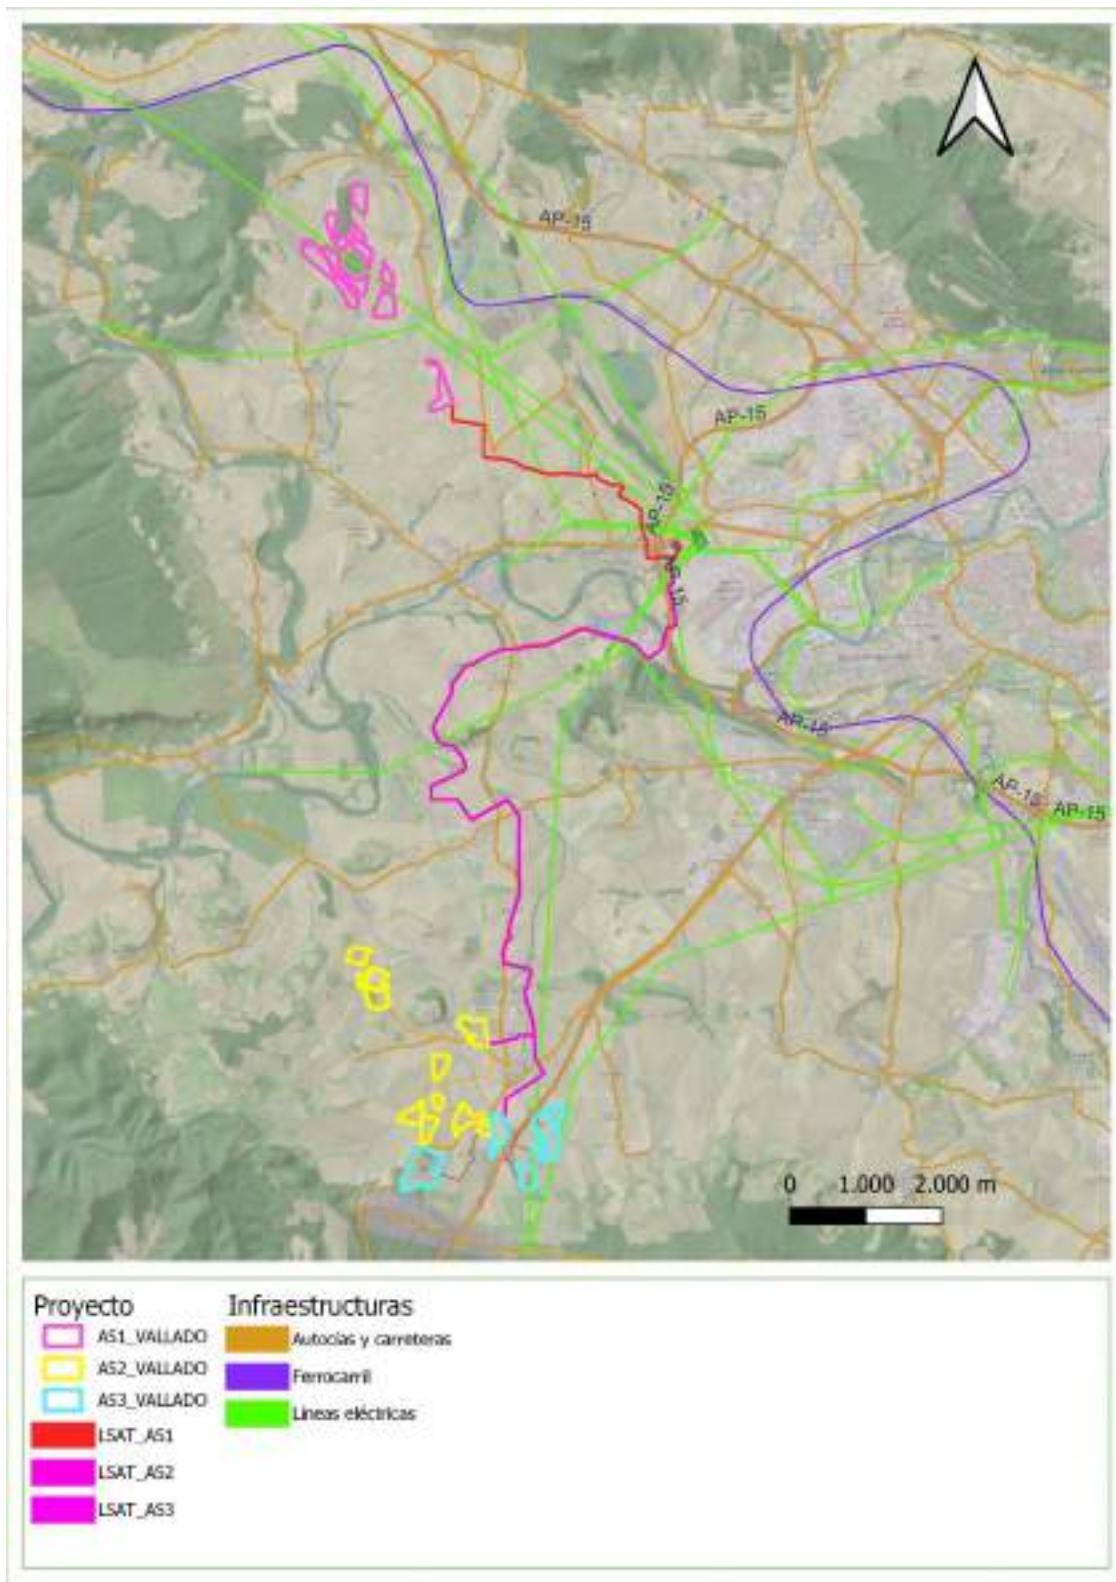 AP-15
AP-15
AP-15
AP-15
AP-15
AP-15
AP-15
0 1.000 2.000 m
Proyecto
AS1_VALLADO
AS2_VALLADO
AS3_VALLADO
LSAT_AS1
LSAT_AS2
LSAT_AS3
Infraestructuras
Autocías y carreteras
Ferrocarril
Líneas eléctricas